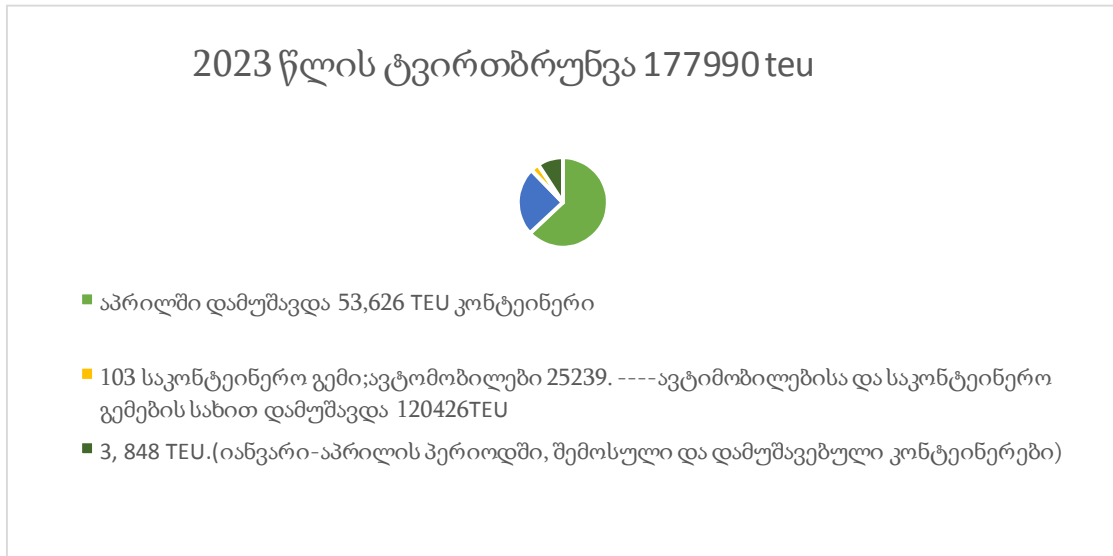 2023 წლის ტვირთბრუნვა 177990 teu
აპრილში დამუშავდა 53,626 TEU კონტეინერი
103 საკონტეინერო გემი;ავტომობილები 25239. ----ავტიმობილებისა და საკონტეინერო
გემების სახით დამუშავდა 120426TEU
3, 848 TEU.(იანვარი-აპრილის პერიოდში, შემოსული და დამუშავებული კონტეინერები)